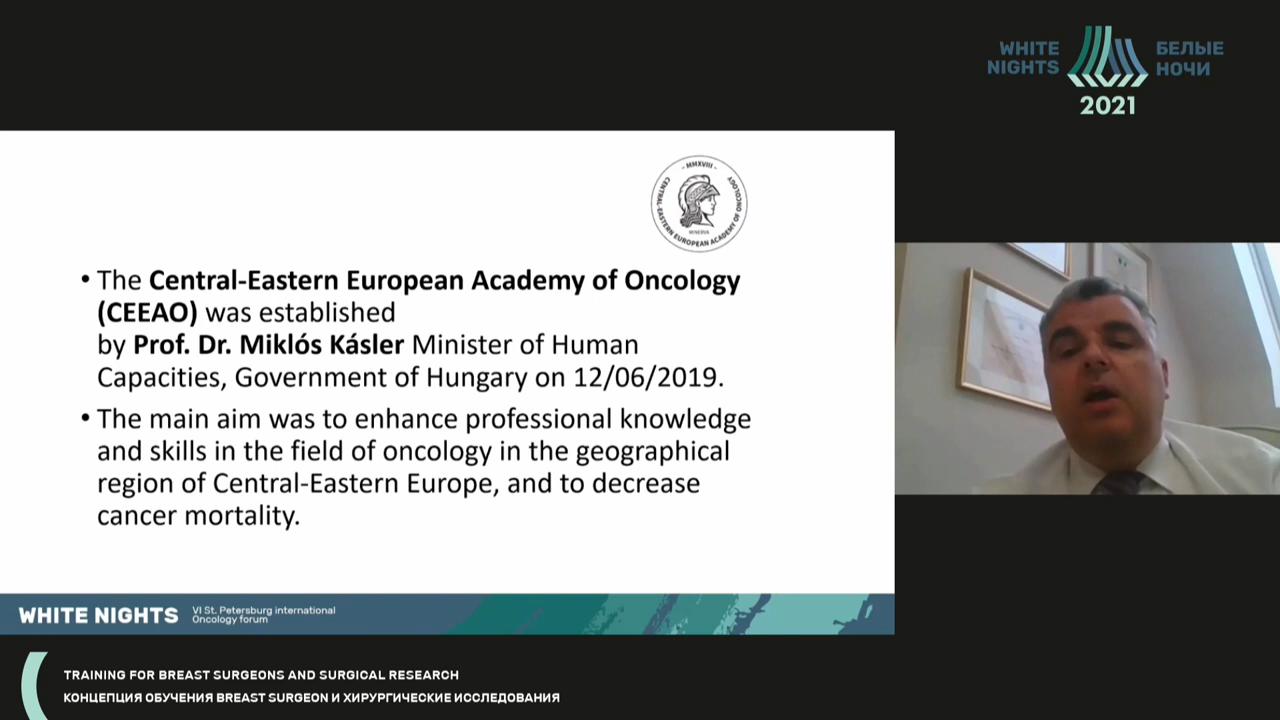 WHITE
NIGHTS
БЕЛЫЕ
НОЧИ
2021
- MMXVIII -
CENTRAL-EASTERN EUROPEAN ACADEMY OF ONCOLOGY
MINERVA
• The Central-Eastern European Academy of Oncology
(CEEAO) was established
by Prof. Dr. Miklós Kásler Minister of Human
Capacities, Government of Hungary on 12/06/2019.
• The main aim was to enhance professional knowledge
and skills in the field of oncology in the geographical
region of Central-Eastern Europe, and to decrease
cancer mortality.
WHITE NIGHTS
VI St. Petersburg international
Oncology forum
TRAINING FOR BREAST SURGEONS AND SURGICAL RESEARCH
КОНЦЕПЦИЯ ОБУЧЕНИЯ BREAST SURGEON И ХИРУРГИЧЕСКИЕ ИССЛЕДОВАНИЯ